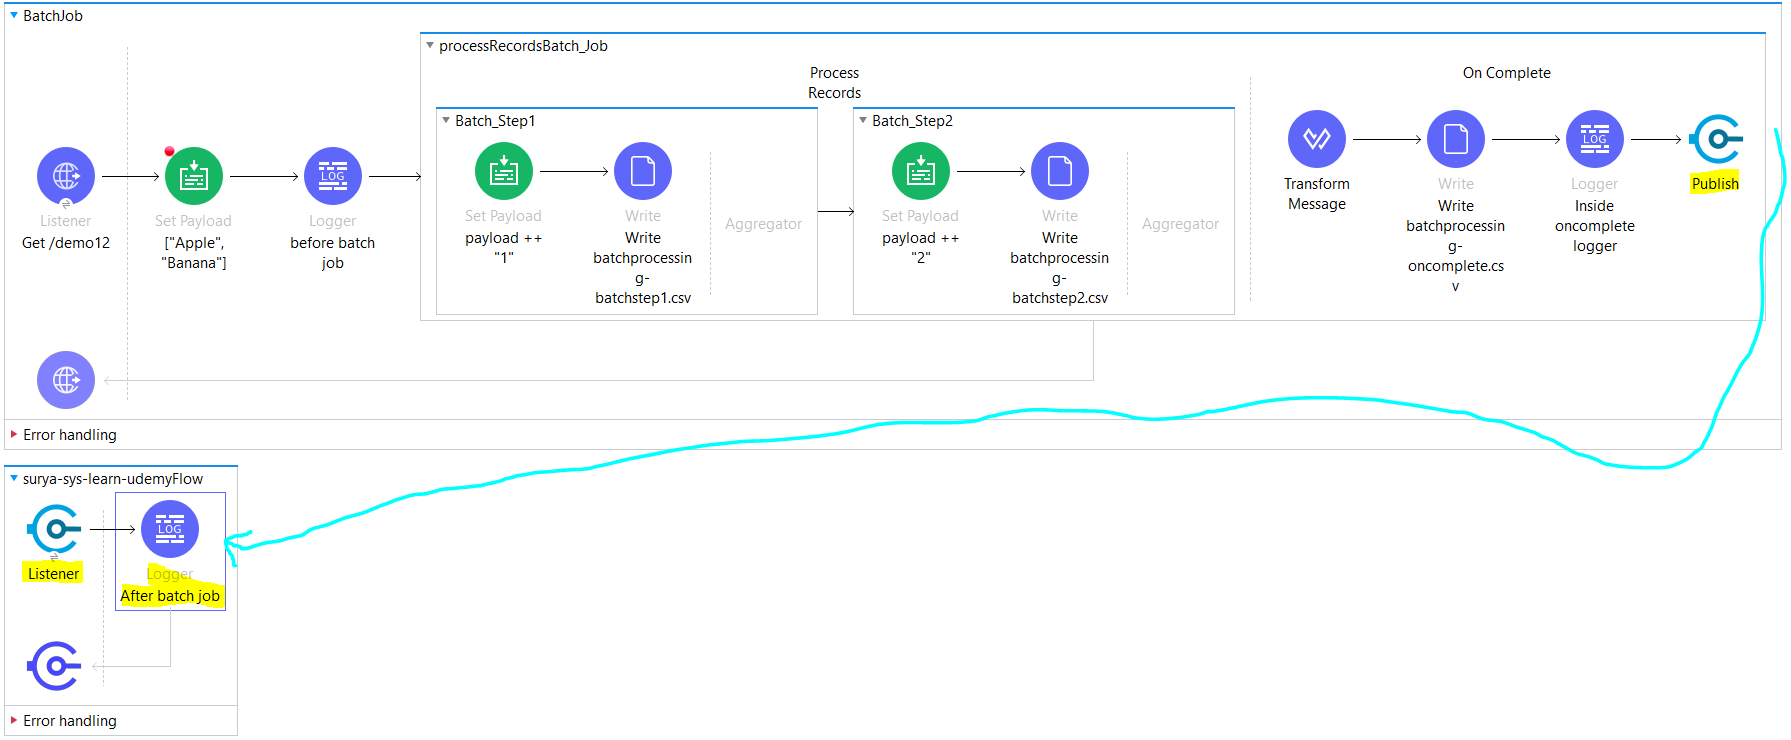 BatchJob
processRecordsBatch_Job
Process
Records
On Complete
Batch_Step1
Batch_Step2
Listener
Get /demo12
Set Payload
["Apple",
"Banana"]
LOG
Logger
before batch
job
Set Payload
payload ++
"1"
Write
Write
batchprocessin
g-
batchstep1.csv
Aggregator
Set Payload
payload ++
"2"
Write
Write
batchprocessin
g-
batchstep2.csv
Aggregator
Transform
Message
Write
Write
batchprocessin
g-
oncomplete.cs
v
LOG
Logger
Inside
oncomplete
logger
Publish
Error handling
surya-sys-learn-udemyFlow
Listener
LOG
Logger
After batch job
Error handling